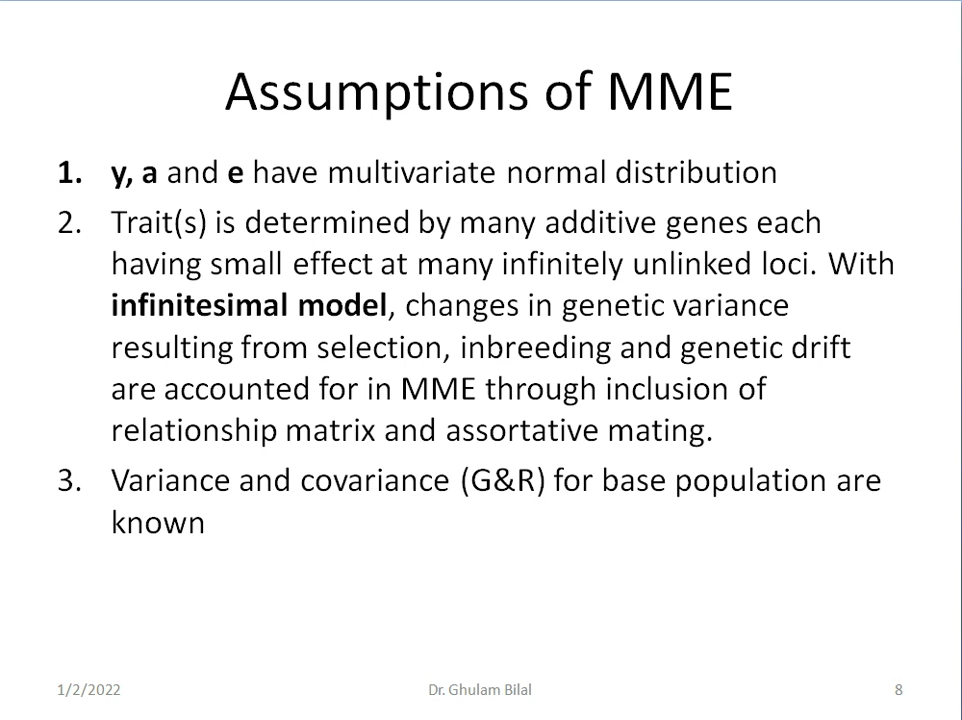 Assumptions of MME
1. y, a and e have multivariate normal distribution
2. Trait(s) is determined by many additive genes each
having small effect at many infinitely unlinked loci. With
infinitesimal model, changes in genetic variance
resulting from selection, inbreeding and genetic drift
are accounted for in MME through inclusion of
relationship matrix and assortative mating.
3. Variance and covariance (G&R) for base population are
known
1/2/2022 Dr. Ghulam Bilal 8